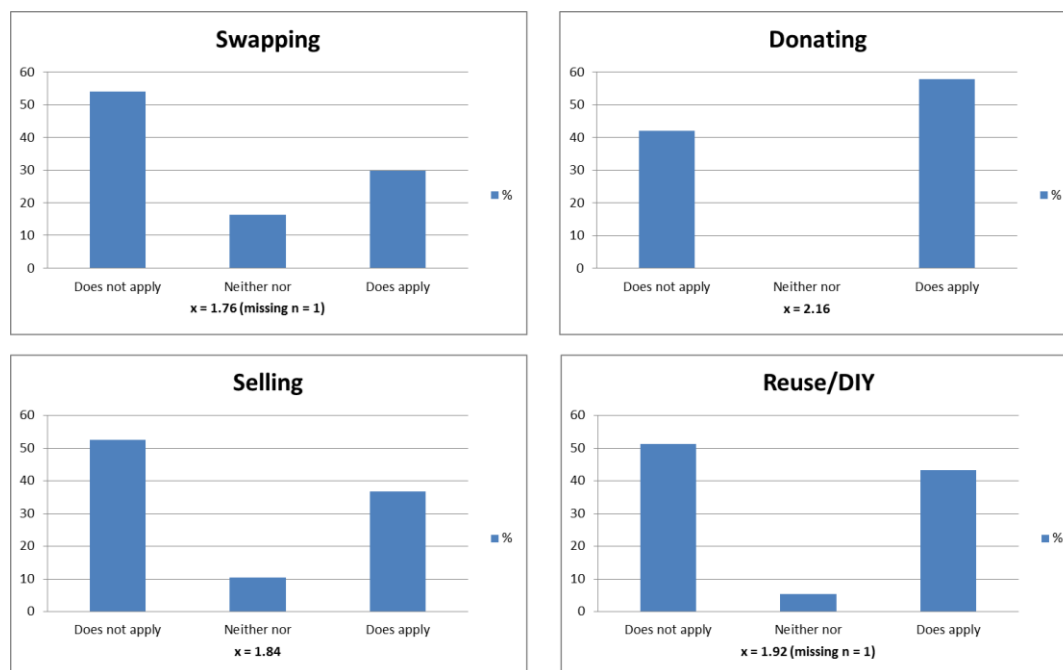 Swapping
60
50
40
30
20
10
0
Does not apply Neither nor Does apply
x = 1.76 (missing n = 1)
%
Donating
60
50
40
30
20
10
0
Does not apply Neither nor Does apply
x = 2.16
%
Selling
60
50
40
30
20
10
0
Does not apply Neither nor Does apply
x = 1.84
%
Reuse/DIY
60
50
40
30
20
10
0
Does not apply Neither nor Does apply
x = 1.92 (missing n = 1)
%